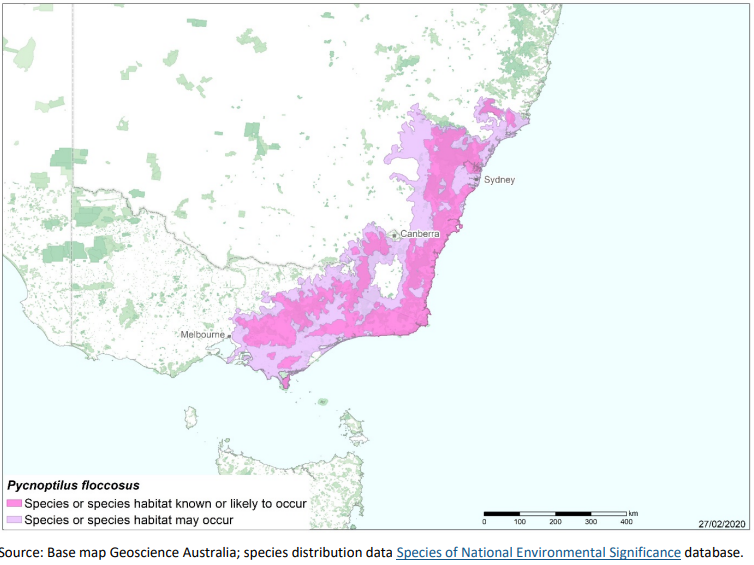 Sydney
Canberra
Melbourne
Pycnoptilus floccosus
Species or species habitat known or likely to occur
Species or species habitat may occur
km
0 100 200 300 400
27/02/2020
Source: Base map Geoscience Australia; species distribution data Species of National Environmental Significance database.